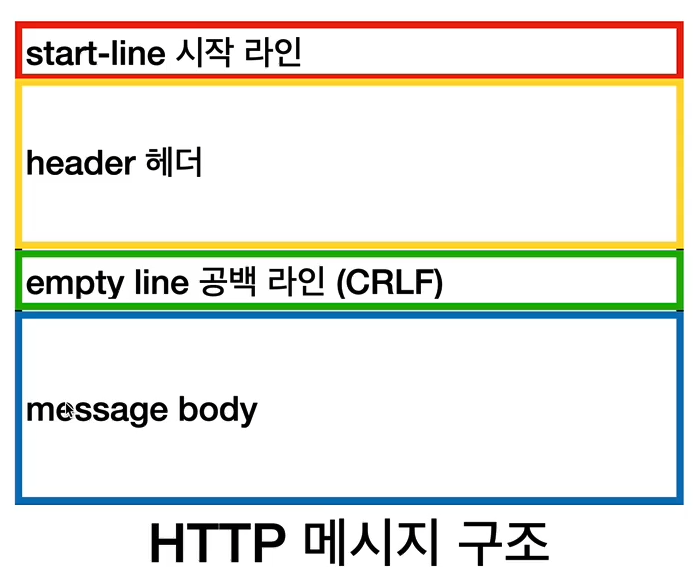 start-line 시작 라인
header 헤더
empty line 공백 라인 (CRLF)
message body
HTTP 메시지 구조